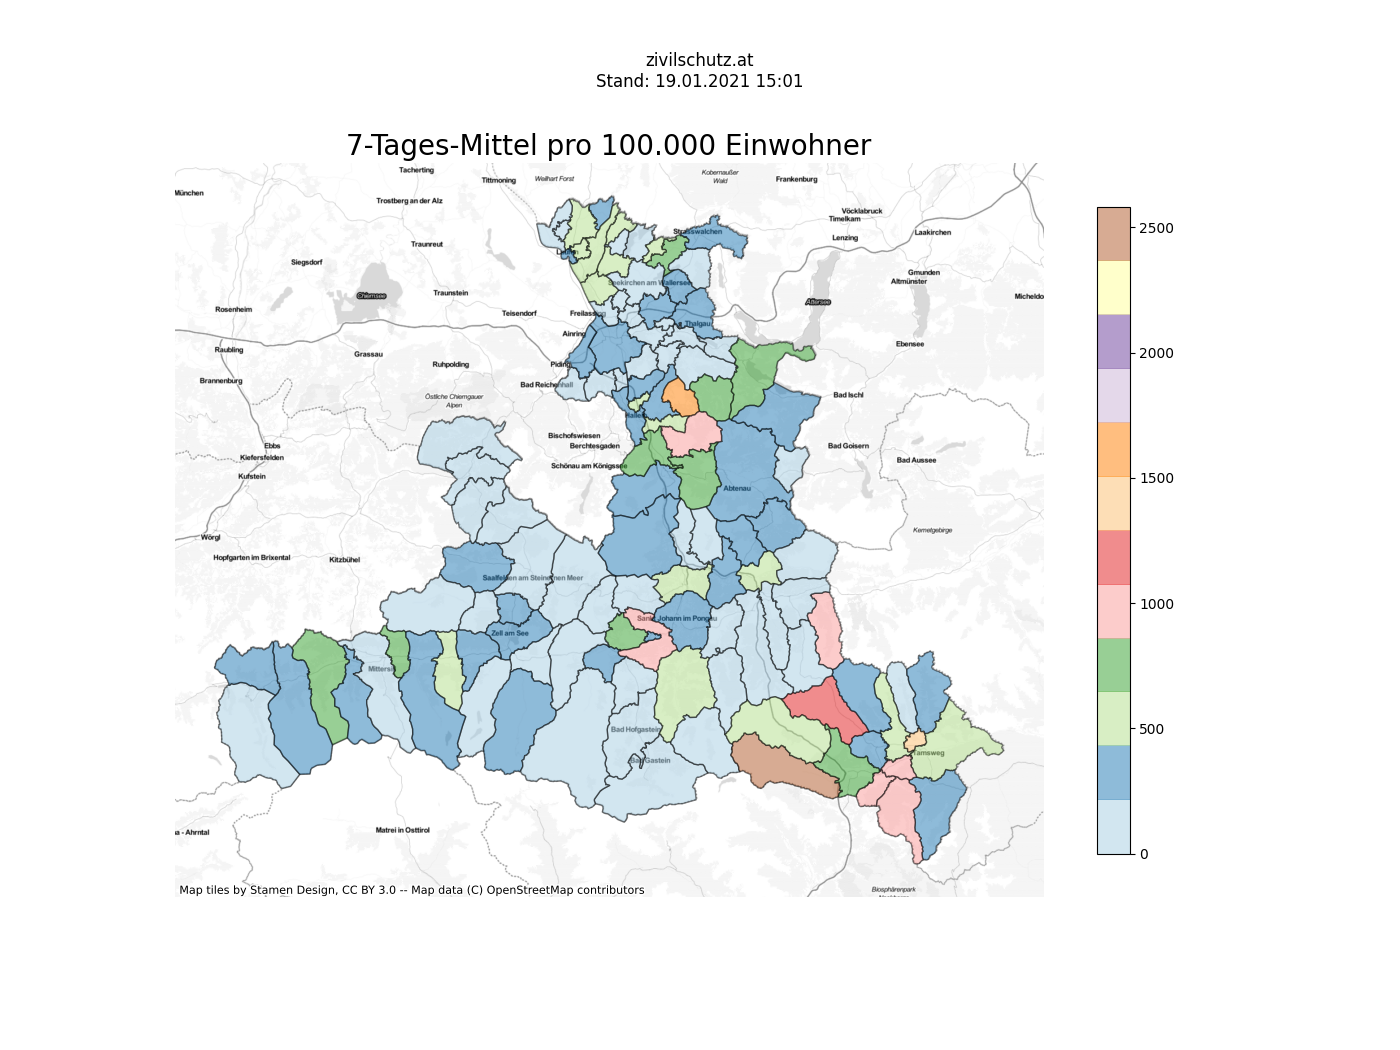 zivilschutz.at
Stand: 19.01.2021 15:01
7-Tages-Mittel pro 100.000 Einwohner
Tacherting
Tittmoning
Weilhart Forst
Kobernaußer
Wald
Frankenburg
München
Trostberg an der Alz
Vöcklabruck
Timelkam
Lenzing
Laakirchen
Strasswalchen
Traunreut
Siegsdorf
Gmunden
Altmünster
Seekirchen am Wallersee
Chiemsee
Traunstein
Attersee
Micheldo
Rosenheim
Teisendorf
Freilassing
Thalgau
Ainring
Ebensee
Raubling
Grassau
Ruhpolding
Piding
Brannenburg
Bad Reichenhall
Östliche Chiemgauer
Alpen
Bad Ischl
Hallein
Bischofswiesen
Berchtesgaden
Ebbs
Kiefersfelden
Bad Goisern
Bad Aussee
Schönau am Königssee
Kufstein
Abtenau
Kemetgebirge
Wörgl
Hopfgarten im Brixental
Kitzbühel
Saalfelden am Steinernen Meer
Sankt Johann im Pongau
Zell am See
Mittersill
Bad Hofgastein
Bad Gastein
Tamsweg
Matrei in Osttirol
a - Ahrntal
Biosphärenpark
Map tiles by Stamen Design, CC BY 3.0 -- Map data (C) OpenStreetMap contributors
2500
2000
1500
1000
500
0